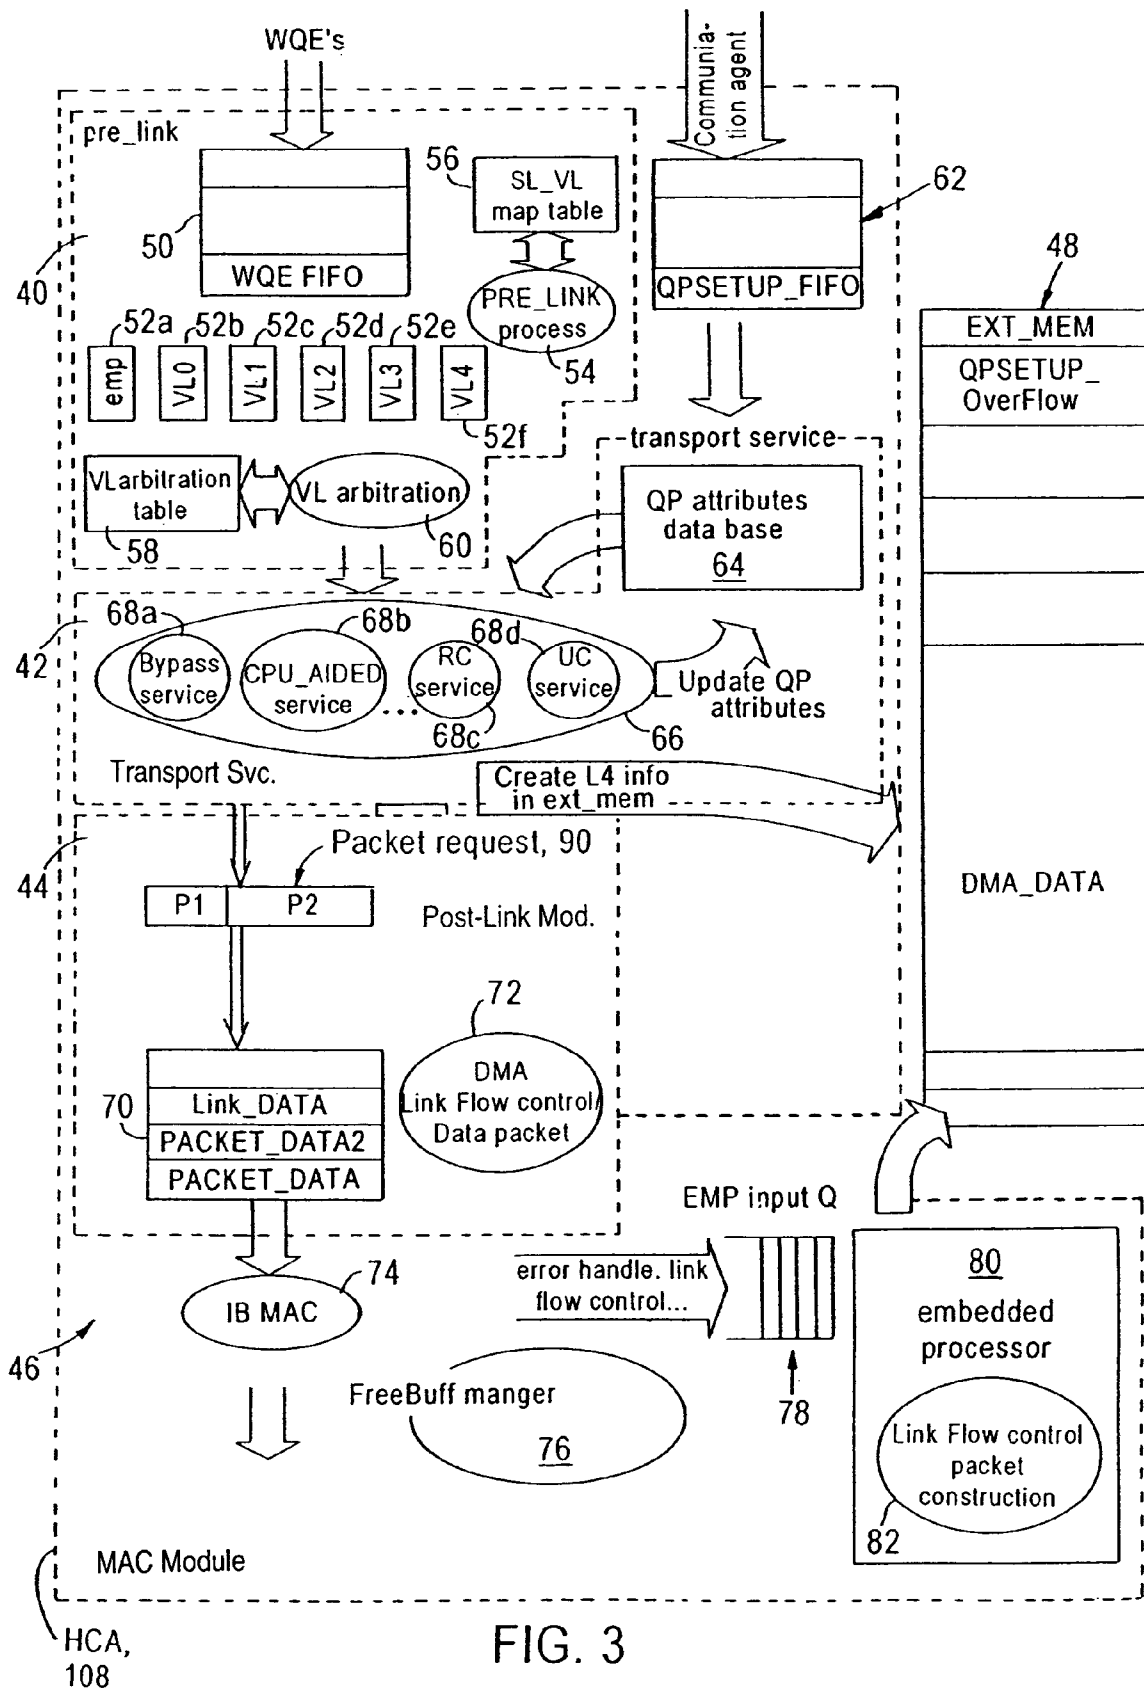 WQE's
Communia-
tion agent
pre_link
50
WQE FIFO
56
SL_VL
map table
PRE_LINK
process
54
62
QPSETUP_FIFO
40
48
EXT_MEM
QPSETUP_
OverFlow
DMA_DATA
52a
52b
52c
52d
52e
emp
VL0
VL1
VL2
VL3
VL4
52f
VLarbitration
table
58
VL arbitration
60
transport service
QP attributes
data base
64
42
68a
Bypass
service
68b
CPU_AIDED
service
...
RC
service
68c
68d
UC
service
66
Update QP
attributes
Transport Svc.
Create L4 info
in ext_mem
44
Packet request, 90
P1
P2
Post-Link Mod.
70
Link_DATA
PACKET_DATA2
PACKET_DATA
72
DMA
Link Flow control/
Data packet
74
IB MAC
46
EMP input Q
error handle. link
flow control...
78
FreeBuff manger
76
80
embedded
processor
Link Flow control
packet
construction
82
MAC Module
HCA,
108
FIG. 3